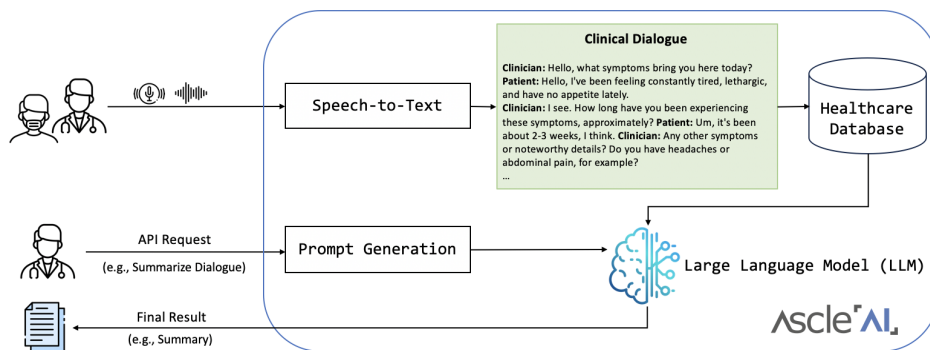 Clinical Dialogue
Clinician: Hello, what symptoms bring you here today?
Patient: Hello, I've been feeling constantly tired, lethargic,
and have no appetite lately.
Clinician: I see. How long have you been experiencing
these symptoms, approximately? Patient: Um, it's been
about 2-3 weeks, I think. Clinician: Any other symptoms
or noteworthy details? Do you have headaches or
abdominal pain, for example?
...
Speech-to-Text
Healthcare
Database
API Request
(e.g., Summarize Dialogue)
Prompt Generation
Large Language Model (LLM)
Final Result
(e.g., Summary)
Ascle AI